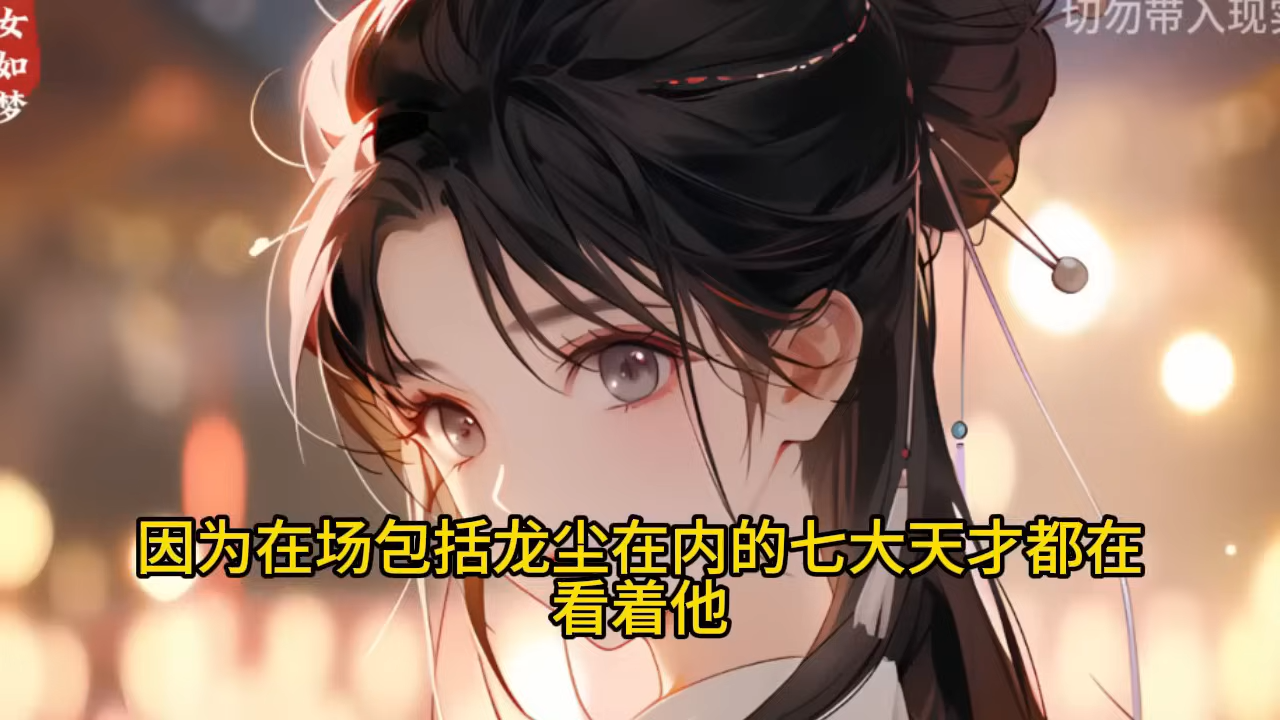 女如梦
切勿带入现实
因为在场包括龙尘在内的七大天才都在
看着他